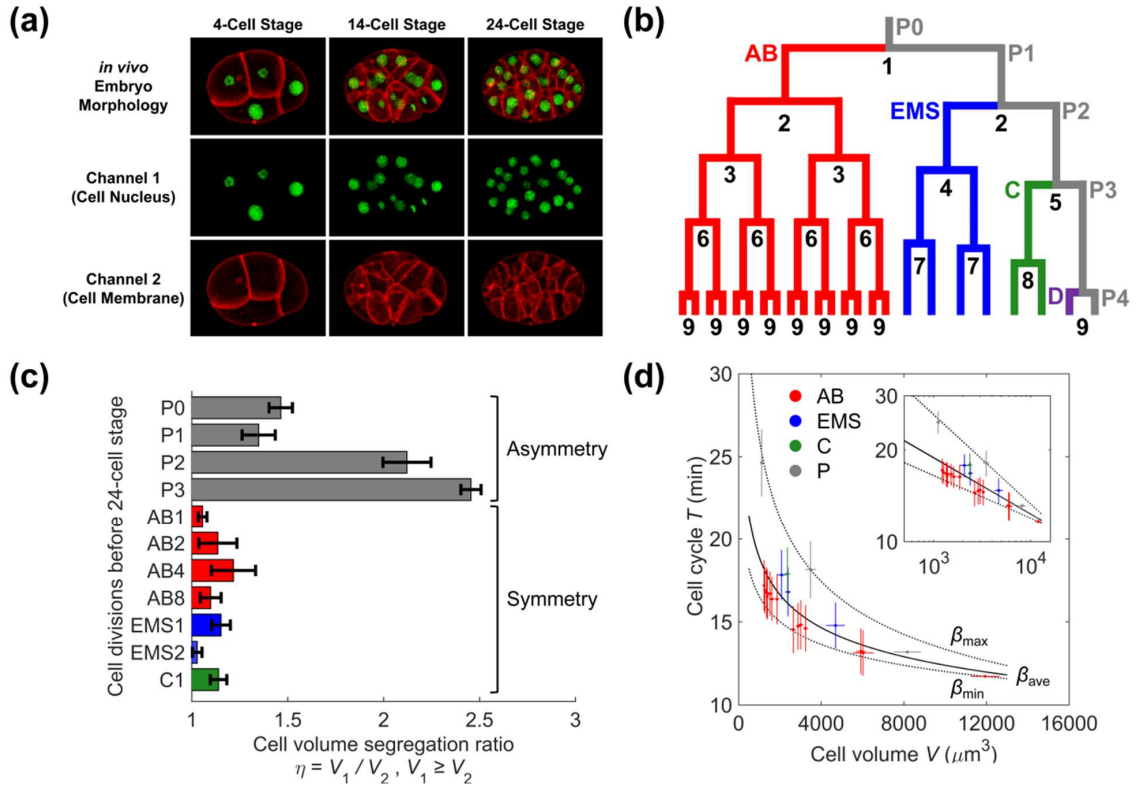 (a)
4-Cell Stage 14-Cell Stage 24-Cell Stage
in vivo
Embryo
Morphology
Channel 1
(Cell Nucleus)
Channel 2
(Cell Membrane)
(b)
P0
AB
1
P1
2
EMS
2
P2
3
3
4
C
5
P3
6
6
6
6
7
7
8
D
P4
9 9 9 9 9 9 9 9
9
(c)
Cell divisions before 24-cell stage
P0
P1
P2
P3
AB1
AB2
AB4
AB8
EMS1
EMS2
C1
Asymmetry
Symmetry
1 1.5 2 2.5 3
Cell volume segregation ratio
η = V₁ / V₂ , V₁ ≥ V₂
(d)
Cell cycle T (min)
30
25
20
15
10
AB
EMS
C
P
30
20
10
10³ 10⁴
βmax
βave
βmin
0 4000 8000 12000 16000
Cell volume V (μm³)